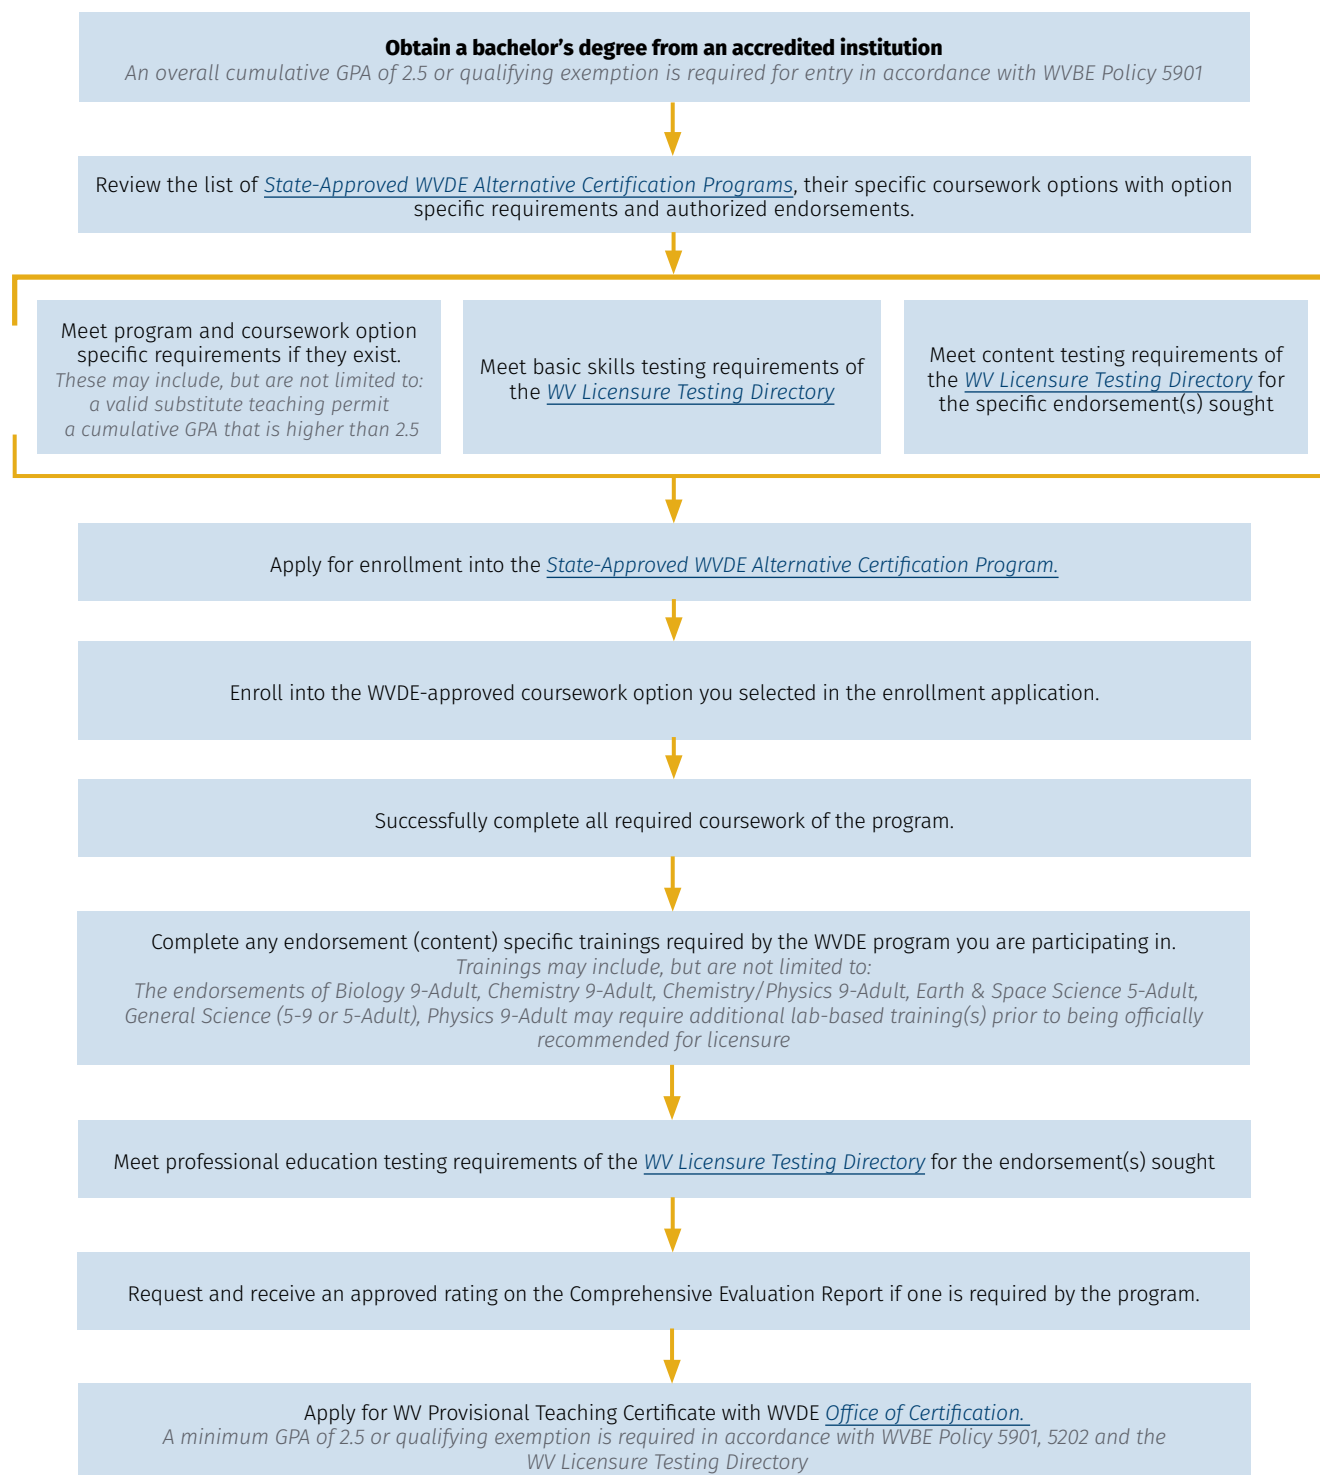 Obtain a bachelor’s degree from an accredited institution
An overall cumulative GPA of 2.5 or qualifying exemption is required for entry in accordance with WVBE Policy 5901
Review the list of State-Approved WVDE Alternative Certification Programs, their specific coursework options with option
specific requirements and authorized endorsements.
Meet program and coursework option
specific requirements if they exist.
These may include, but are not limited to:
a valid substitute teaching permit
a cumulative GPA that is higher than 2.5
Meet basic skills testing requirements of
the WV Licensure Testing Directory
Meet content testing requirements of
the WV Licensure Testing Directory for
the specific endorsement(s) sought
Apply for enrollment into the State-Approved WVDE Alternative Certification Program.
Enroll into the WVDE-approved coursework option you selected in the enrollment application.
Successfully complete all required coursework of the program.
Complete any endorsement (content) specific trainings required by the WVDE program you are participating in.
Trainings may include, but are not limited to:
The endorsements of Biology 9-Adult, Chemistry 9-Adult, Chemistry/Physics 9-Adult, Earth & Space Science 5-Adult,
General Science (5-9 or 5-Adult), Physics 9-Adult may require additional lab-based training(s) prior to being officially
recommended for licensure
Meet professional education testing requirements of the WV Licensure Testing Directory for the endorsement(s) sought
Request and receive an approved rating on the Comprehensive Evaluation Report if one is required by the program.
Apply for WV Provisional Teaching Certificate with WVDE Office of Certification.
A minimum GPA of 2.5 or qualifying exemption is required in accordance with WVBE Policy 5901, 5202 and the
WV Licensure Testing Directory